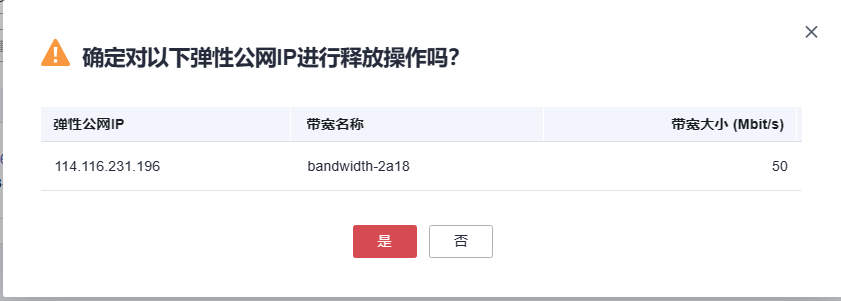 确定对以下弹性公网IP进行释放操作吗?
弹性公网IP 带宽名称 带宽大小 (Mbit/s)
114.116.231.196 bandwidth-2a18 50
是 否